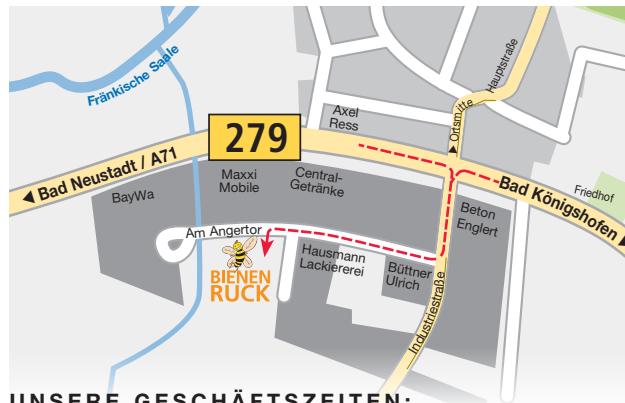 Fränkische Saale
Hauptstraße
◄ Ortsmitte
Axel
Ress
279
◄ Bad Neustadt / A71
Maxxi
Mobile
Central-
Getränke
BayWa
Bad Königshofen ►
Friedhof
Beton
Englert
Am Angertor
Hausmann
Lackiererei
Büttner
Ulrich
BIENEN
RUCK
Industriestraße
UNSERE GESCHÄFTSZEITEN: